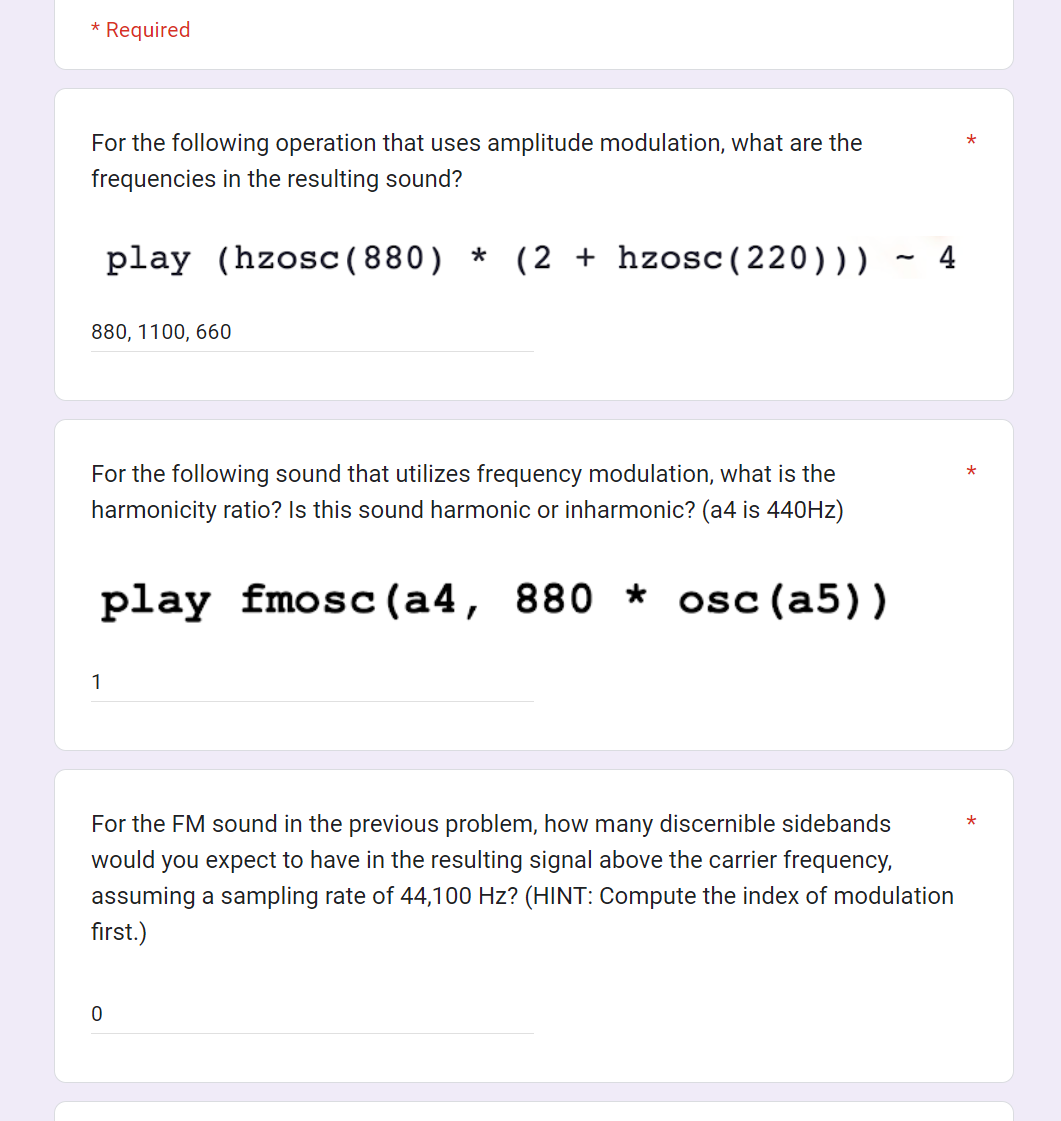 * Required
For the following operation that uses amplitude modulation, what are the *
frequencies in the resulting sound?
play (hzosc(880) * (2 + hzosc(220))) ~ 4
880, 1100, 660
For the following sound that utilizes frequency modulation, what is the *
harmonicity ratio? Is this sound harmonic or inharmonic? (a4 is 440Hz)
play fmosc(a4, 880 * osc(a5))
1
For the FM sound in the previous problem, how many discernible sidebands *
would you expect to have in the resulting signal above the carrier frequency,
assuming a sampling rate of 44,100 Hz? (HINT: Compute the index of modulation
first.)
0